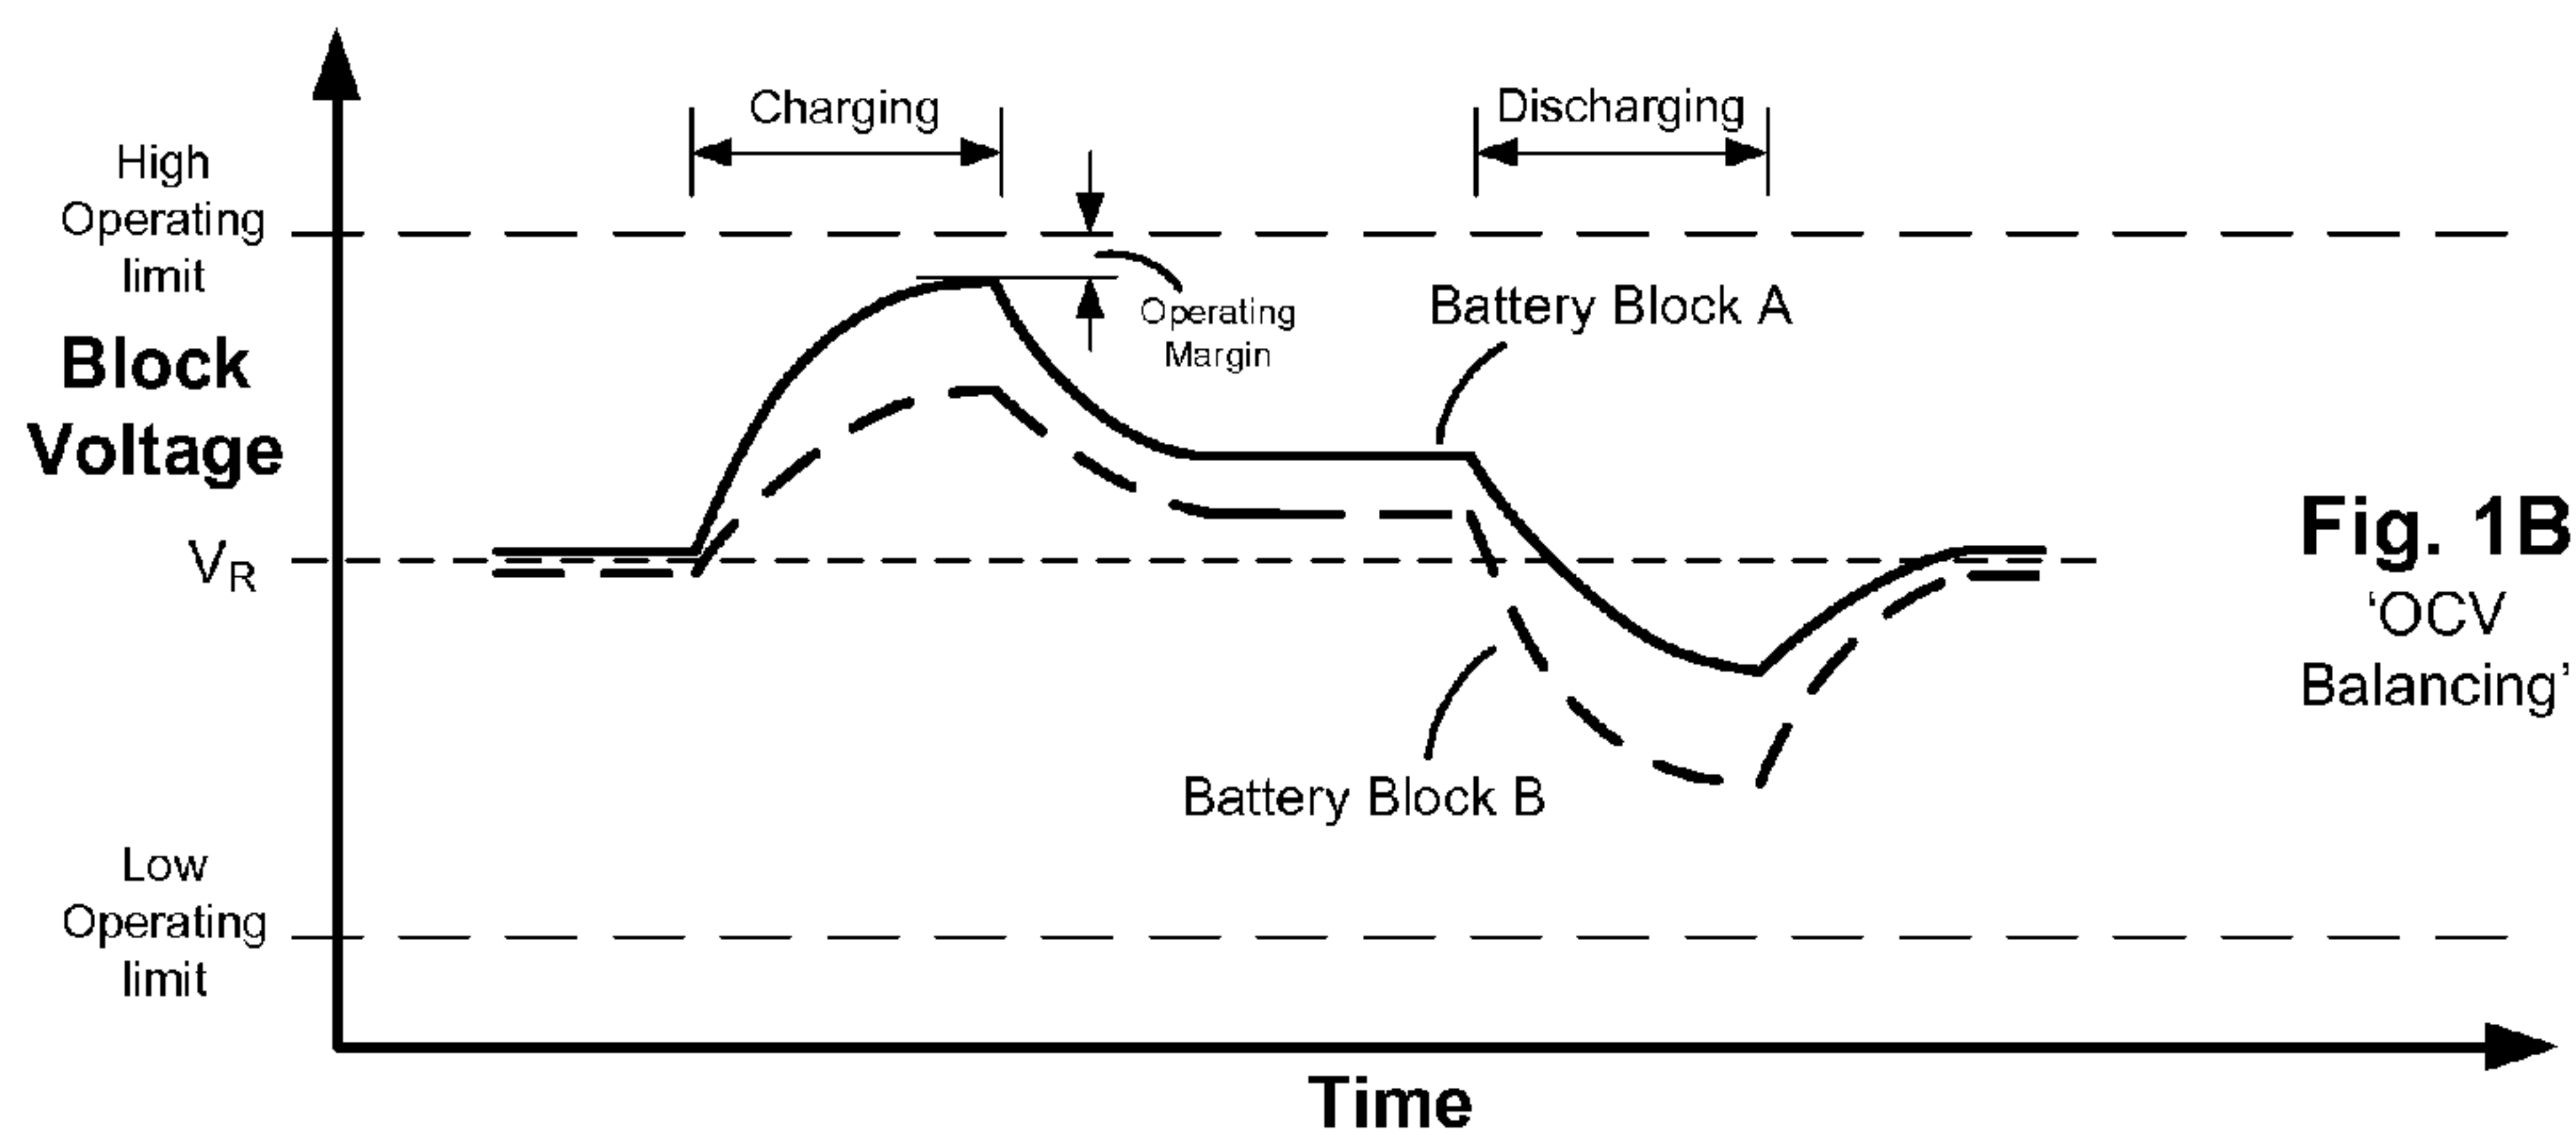 Charging
Discharging
High
Operating
limit
Operating
Margin
Battery Block A
Block
Voltage
VR
Fig. 1B
‘OCV
Balancing’
Battery Block B
Low
Operating
limit
Time